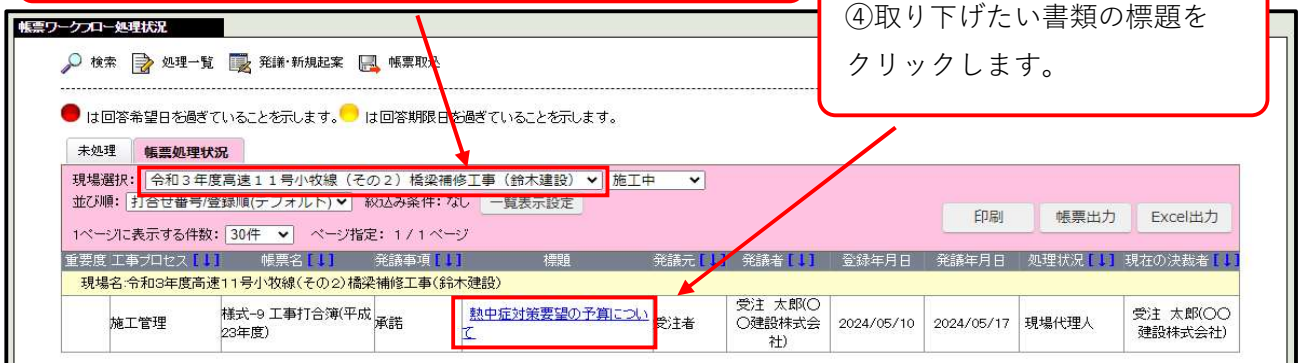 ④取り下げたい書類の標題を
クリックします。
帳票ワークフロー処理状況
検索 処理一覧 発議・新規起案 帳票取込
は回答希望日を過ぎていることを示します。 は回答期限日を過ぎていることを示します。
未処理 帳票処理状況
現場選択: 令和3年度高速11号小牧線（その2）橋梁補修工事（鈴木建設） 施工中
並び順: 打合せ番号/登録順(デフォルト) 絞込み条件:なし 一覧表示設定
印刷 帳票出力 Excel出力
1ページに表示する件数: 30件 ページ指定: 1/1ページ
重要度 工事プロセス[↓] 帳票名[↓] 発議事項[↓] 標題 発議元[↓] 発議者[↓] 登録年月日 発議年月日 処理状況[↓] 現在の決裁者[↓]
現場名:令和3年度高速11号小牧線(その2)橋梁補修工事(鈴木建設)
施工管理 様式-9 工事打合簿(平成23年度) 承諾 熱中症対策要望の予算について 受注者 受注 太郎(〇〇建設株式会社) 2024/05/10 2024/05/17 現場代理人 受注 太郎(〇〇建設株式会社)